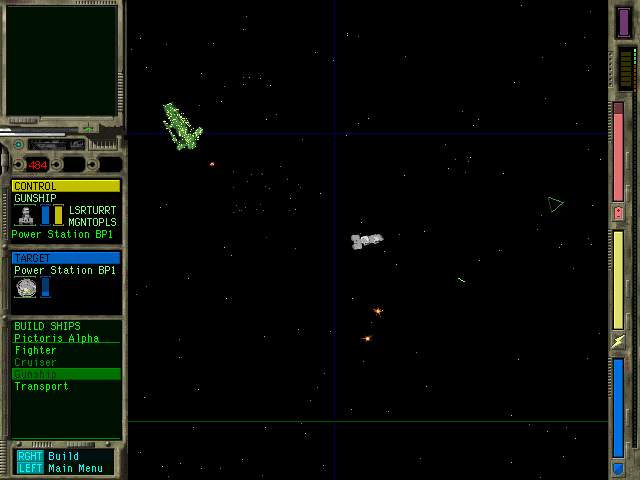 484
CONTROL
GUNSHIP
LSRTURRT
MGNTOPLS
Power Station BP1
TARGET
Power Station BP1
BUILD SHIPS
Pictoris Alpha
Fighter
Cruiser
Gunship
Transport
RGHT Build
LEFT Main Menu